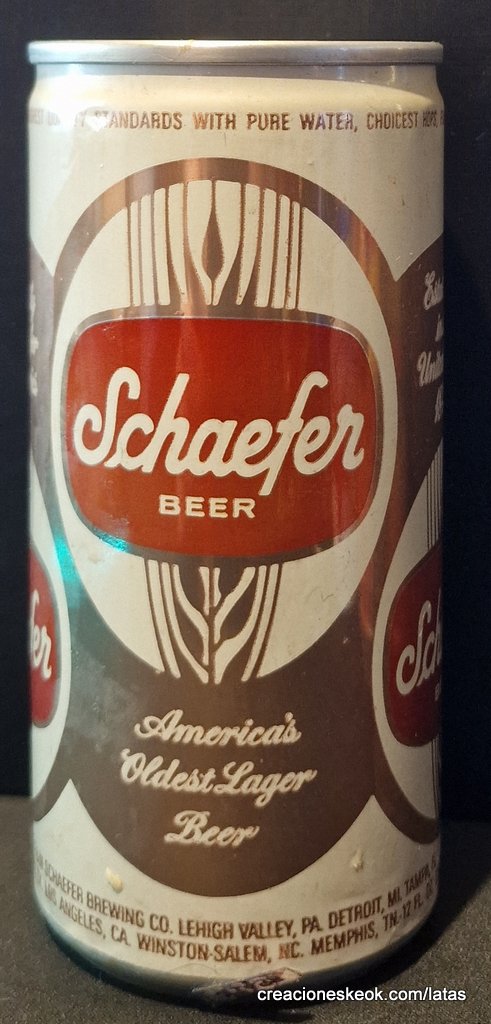 STANDARDS WITH PURE WATER, CHOICEST HOPS,
Schaefer
BEER
America's
Oldest Lager
Beer
SCHAEFER BREWING CO. LEHIGH VALLEY, PA. DETROIT, MI. TAMPA,
LOS ANGELES, CA. WINSTON-SALEM, NC. MEMPHIS, TN. 12 FL.
creacioneskeok.com/latas